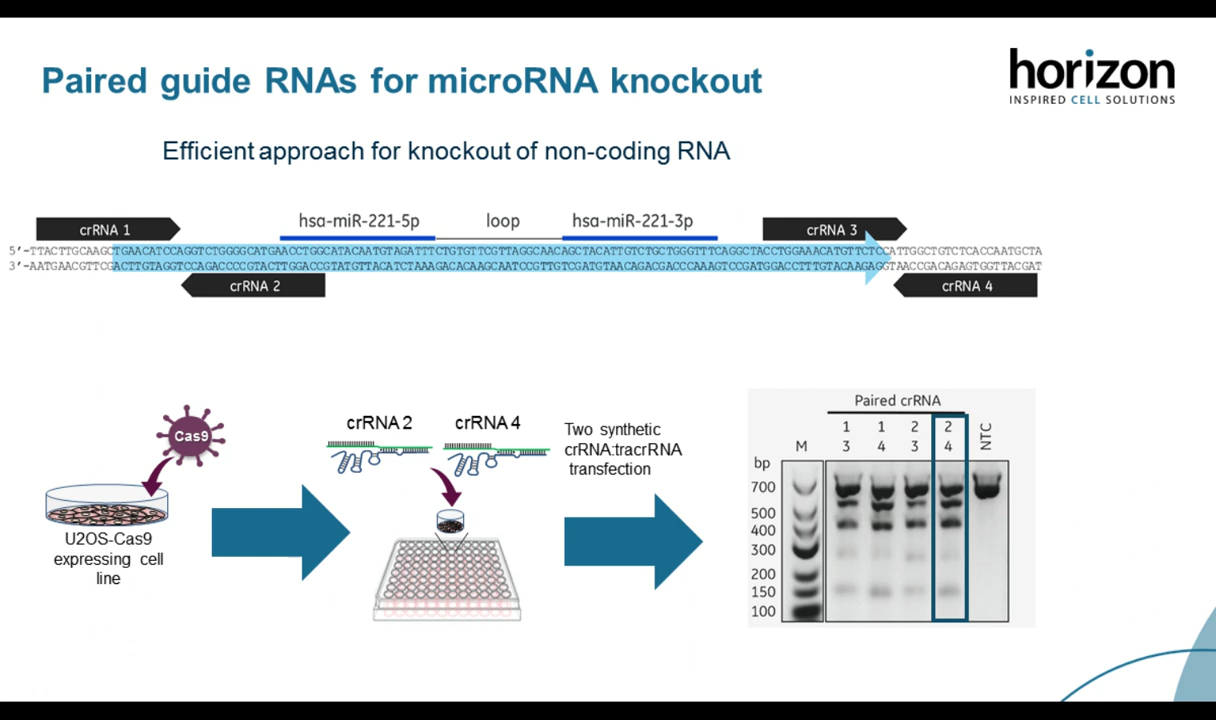 Paired guide RNAs for microRNA knockout
horizon
INSPIRED CELL SOLUTIONS
Efficient approach for knockout of non-coding RNA
crRNA 1
hsa-miR-221-5p
loop
hsa-miR-221-3p
crRNA 3
5′-TTACTTGCAAGCTGAACATCCAGGTCTGGGGCATGAACCTGGCATACAATGTAGATTTCTGTGTTCGTTAGGCAACAGCTACATTGTCTGCTGGGTTTCAGGCTACCTGGAAACATGTTCTCCATTGGCTGTCTCACCAATGCTA
3′-AATGAACGTTCGACTTGTAGGTCCAGACCCCGTACTTGGACCGTATGTTACATCTAAAGACACAAGCAATCCGTTGTCGATGTAACAGACGACCCAAAGTCCGATGGACCTTTGTACAAGAGGTAACCGACAGAGTGGTTACGAT
crRNA 2
crRNA 4
Cas9
U2OS-Cas9
expressing cell
line
crRNA 2
crRNA 4
Two synthetic
crRNA:tracrRNA
transfection
Paired crRNA
1 1 2 2
M 3 4 3 4 NTC
bp
700
500
400
300
200
150
100